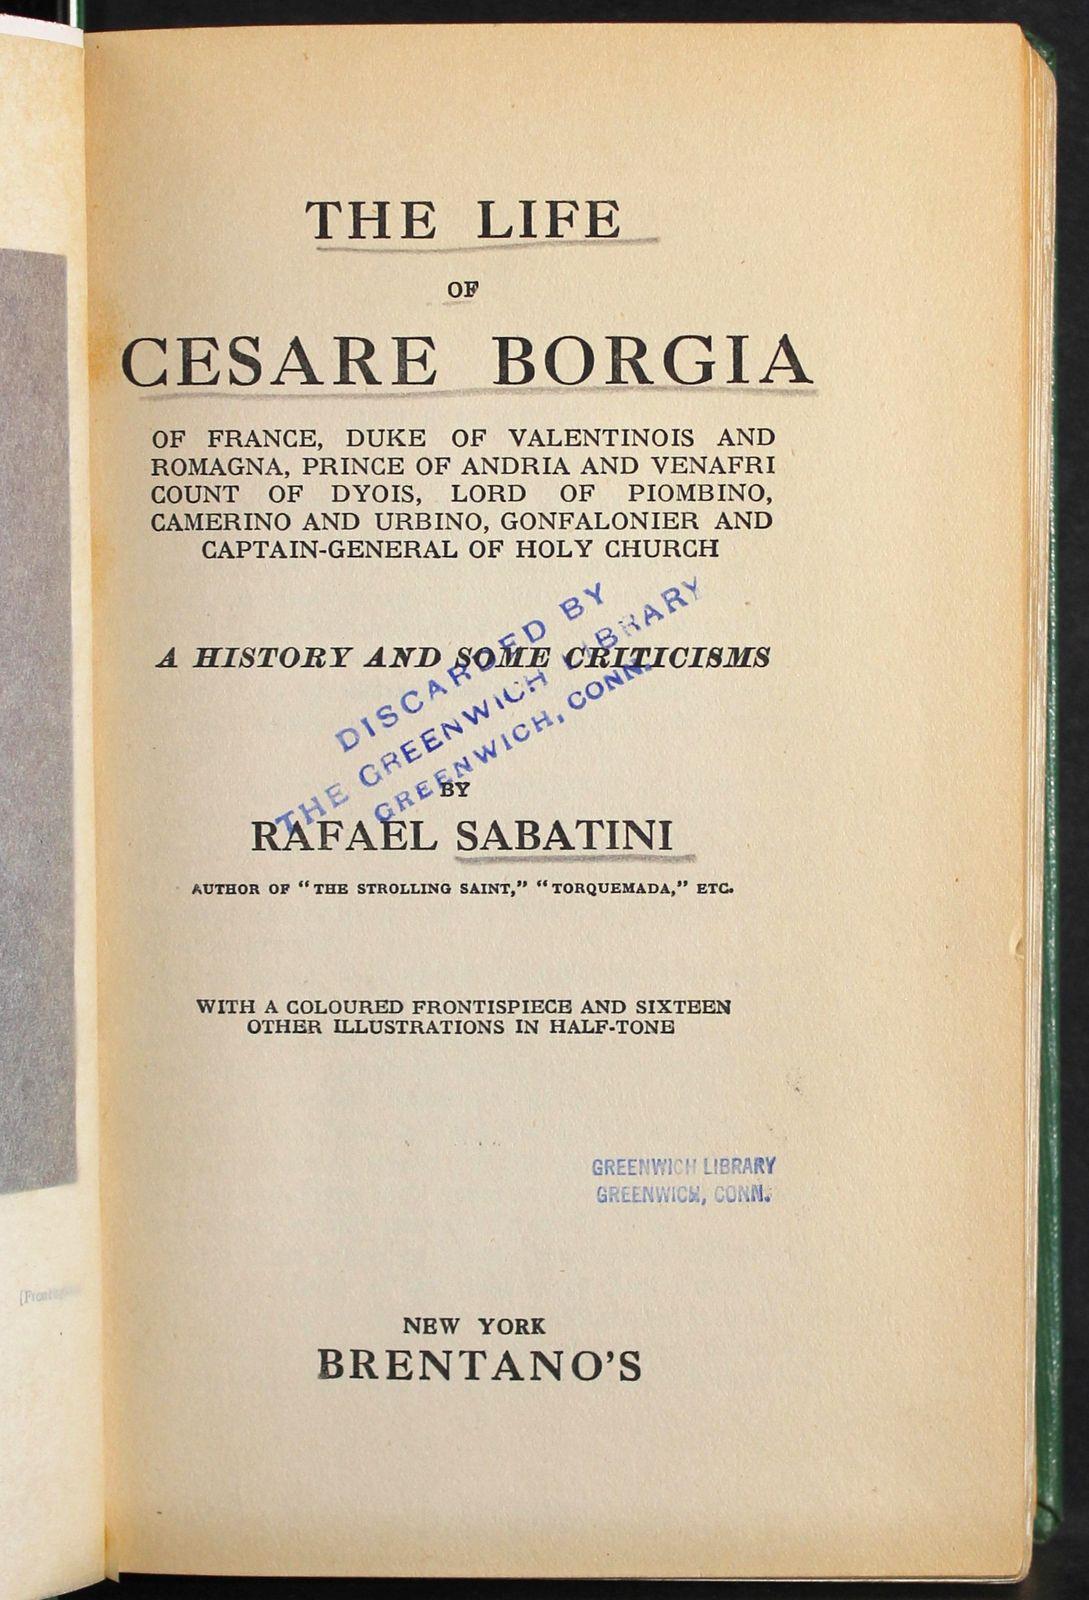 THE LIFE
OF
CESARE BORGIA
OF FRANCE, DUKE OF VALENTINOIS AND
ROMAGNA, PRINCE OF ANDRIA AND VENAFRI
COUNT OF DYOIS, LORD OF PIOMBINO,
CAMERINO AND URBINO, GONFALONIER AND
CAPTAIN-GENERAL OF HOLY CHURCH
A HISTORY AND SOME CRITICISMS
DISCARDED BY
THE GREENWICH LIBRARY
GREENWICH, CONN.
BY
RAFAEL SABATINI
AUTHOR OF "THE STROLLING SAINT," "TORQUEMADA," ETC.
WITH A COLOURED FRONTISPIECE AND SIXTEEN
OTHER ILLUSTRATIONS IN HALF-TONE
GREENWICH LIBRARY
GREENWICH, CONN.
NEW YORK
BRENTANO'S